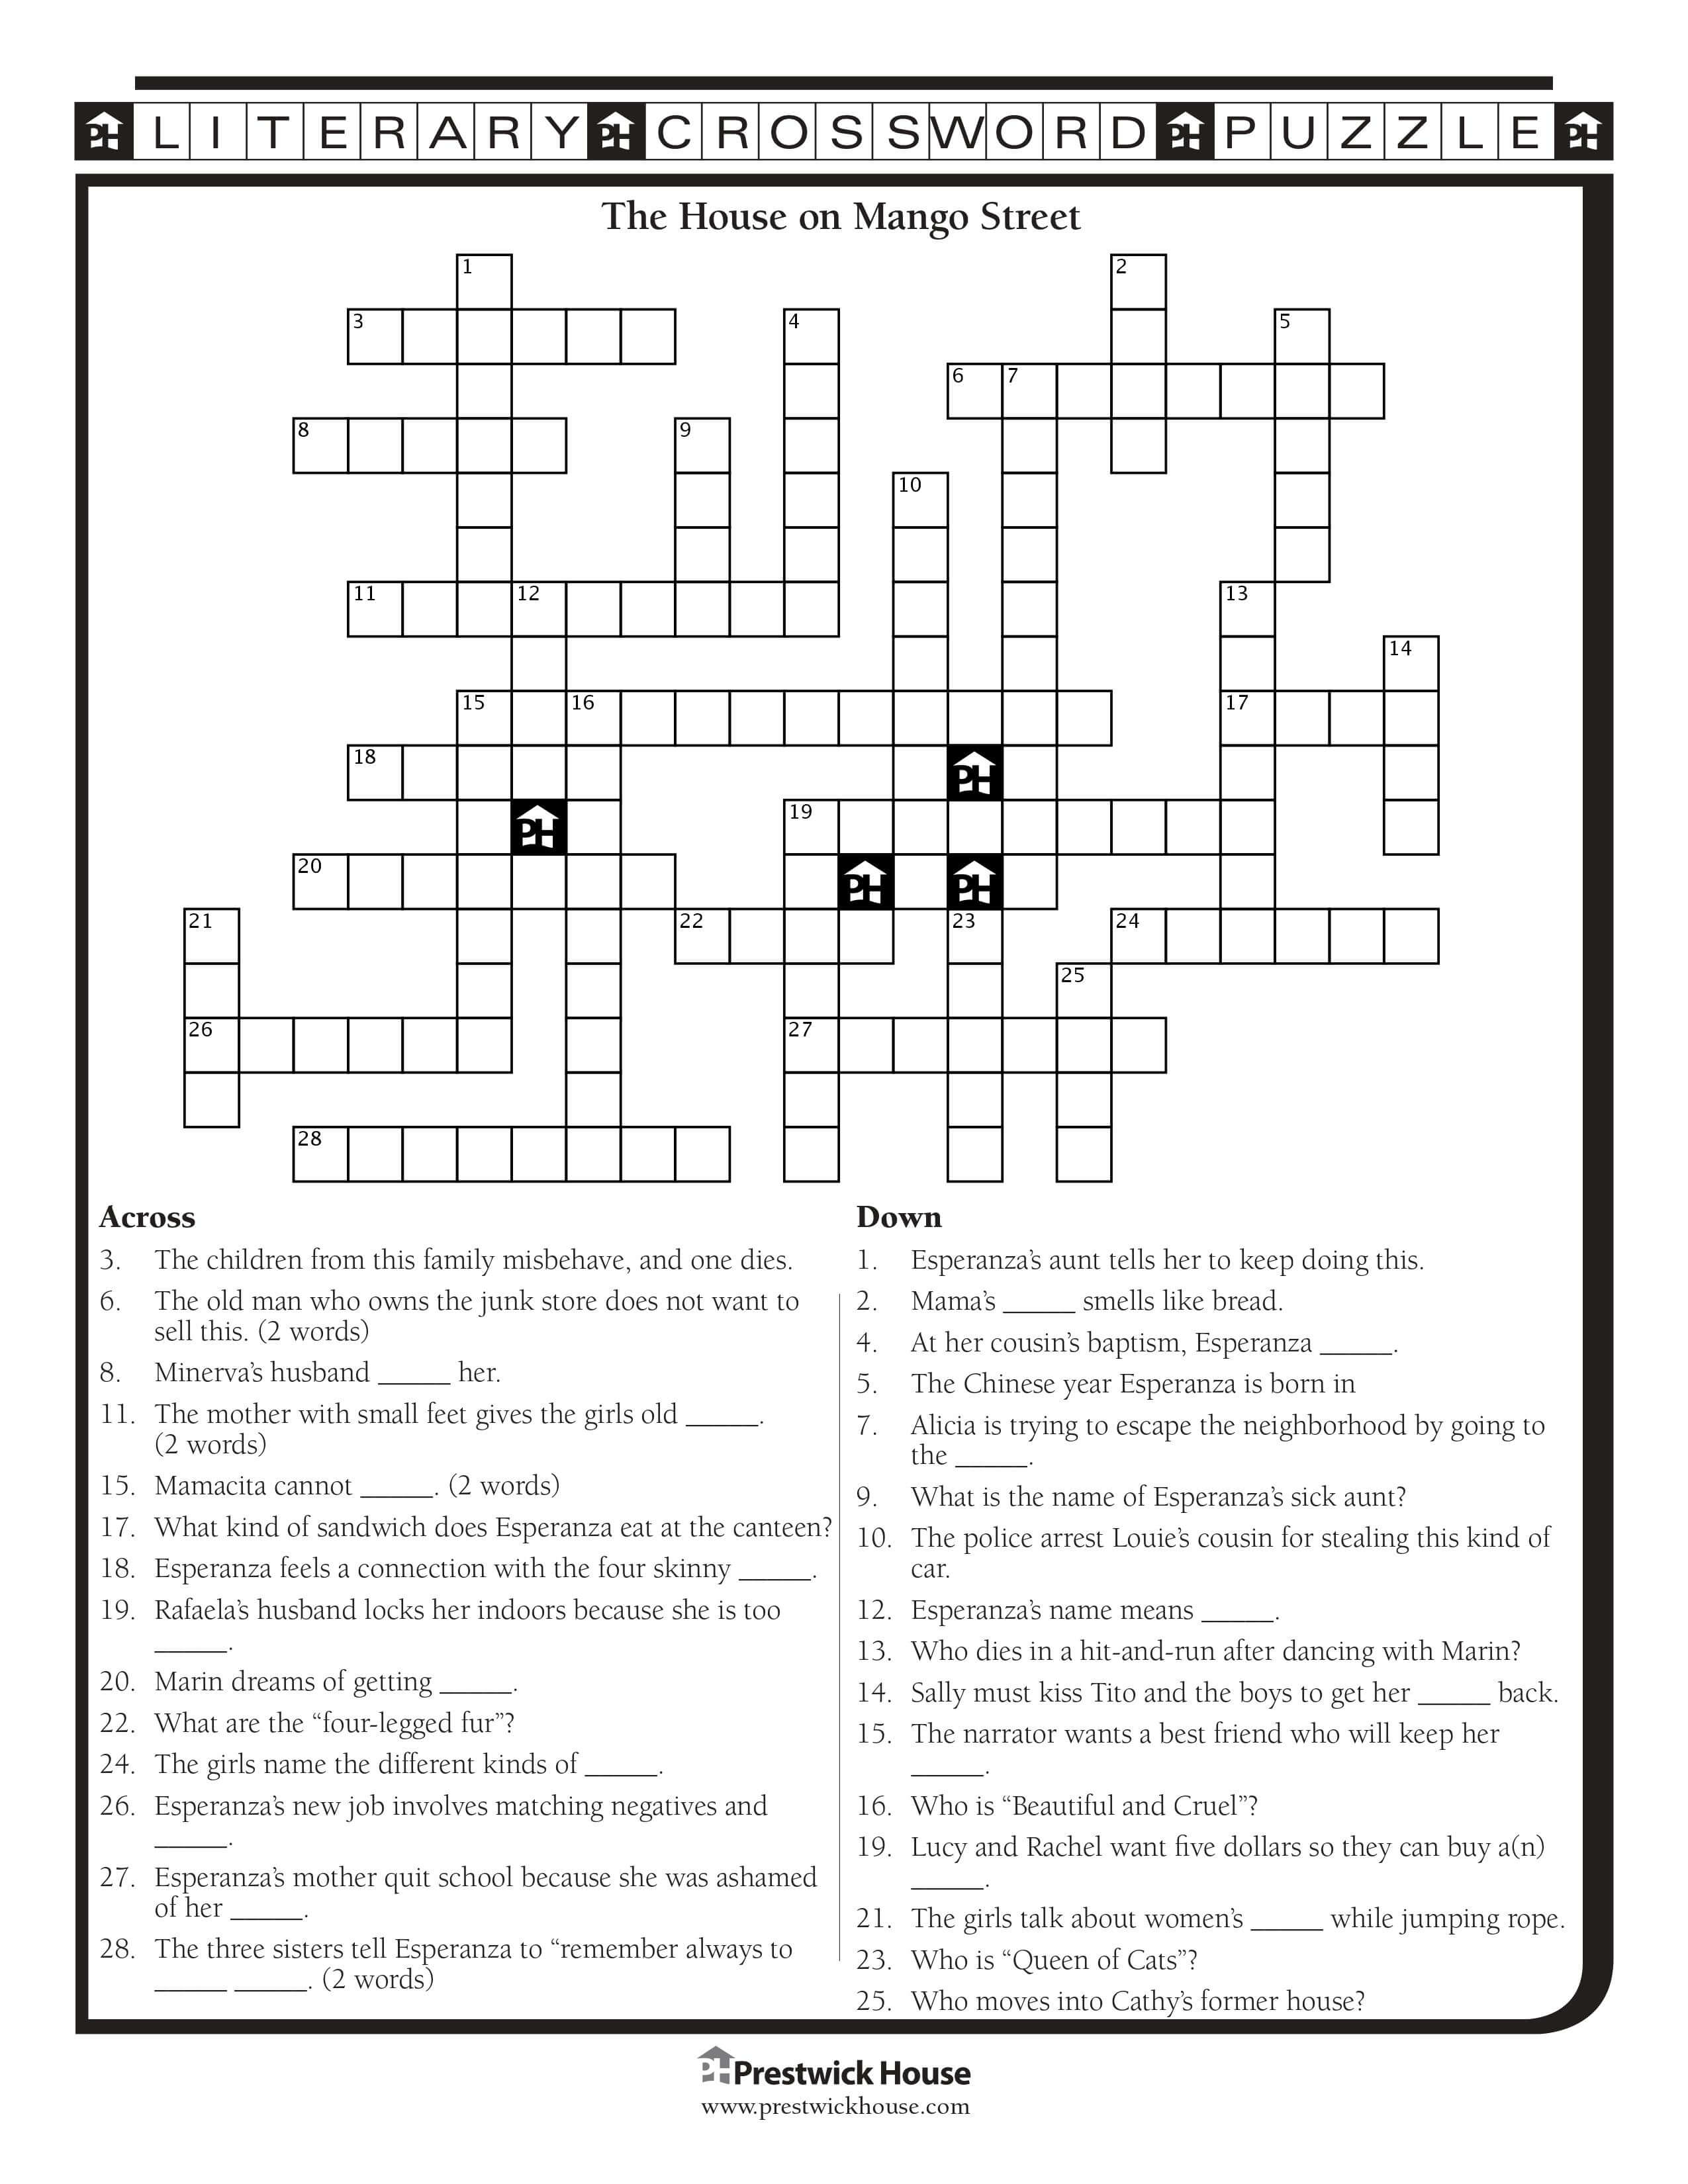 PH LITERARY PH CROSSWORD PH PUZZLE PH
The House on Mango Street
1 2
3 4 5
6 7
8 9
10
11 12 13
14
15 16 17
18 PH
PH 19
20 PH PH
21 22 23 24
25
26 27
28
Across
3. The children from this family misbehave, and one dies.
6. The old man who owns the junk store does not want to
sell this. (2 words)
8. Minerva’s husband _____ her.
11. The mother with small feet gives the girls old _____.
(2 words)
15. Mamacita cannot _____. (2 words)
17. What kind of sandwich does Esperanza eat at the canteen?
18. Esperanza feels a connection with the four skinny _____.
19. Rafaela’s husband locks her indoors because she is too
_____.
20. Marin dreams of getting _____.
22. What are the “four-legged fur”?
24. The girls name the different kinds of _____.
26. Esperanza’s new job involves matching negatives and
_____.
27. Esperanza’s mother quit school because she was ashamed
of her _____.
28. The three sisters tell Esperanza to “remember always to
_____ _____. (2 words)
Down
1. Esperanza’s aunt tells her to keep doing this.
2. Mama’s _____ smells like bread.
4. At her cousin’s baptism, Esperanza _____.
5. The Chinese year Esperanza is born in
7. Alicia is trying to escape the neighborhood by going to
the _____.
9. What is the name of Esperanza’s sick aunt?
10. The police arrest Louie’s cousin for stealing this kind of
car.
12. Esperanza’s name means _____.
13. Who dies in a hit-and-run after dancing with Marin?
14. Sally must kiss Tito and the boys to get her _____ back.
15. The narrator wants a best friend who will keep her
_____.
16. Who is “Beautiful and Cruel”?
19. Lucy and Rachel want five dollars so they can buy a(n)
_____.
21. The girls talk about women’s _____ while jumping rope.
23. Who is “Queen of Cats”?
25. Who moves into Cathy’s former house?
PH Prestwick House
www.prestwickhouse.com